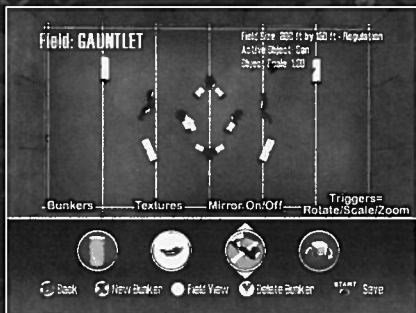 Field: GAUNTLET
Field Size: 300 ft by 150 ft - Regulation
Active Object: Can
Object Scale: 1.00
Bunkers
Textures
Mirror On/Off
Triggers=
Rotate/Scale/Zoom
Back
New Bunker
Field View
Delete Bunker
START
Save